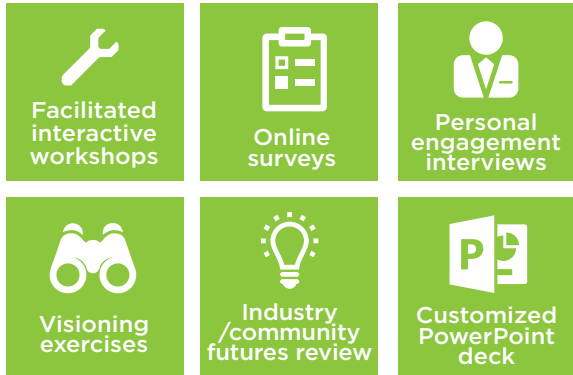 Facilitated
interactive
workshops
Online
surveys
Personal
engagement
interviews
Visioning
exercises
Industry
/community
futures review
P
Customized
PowerPoint
deck